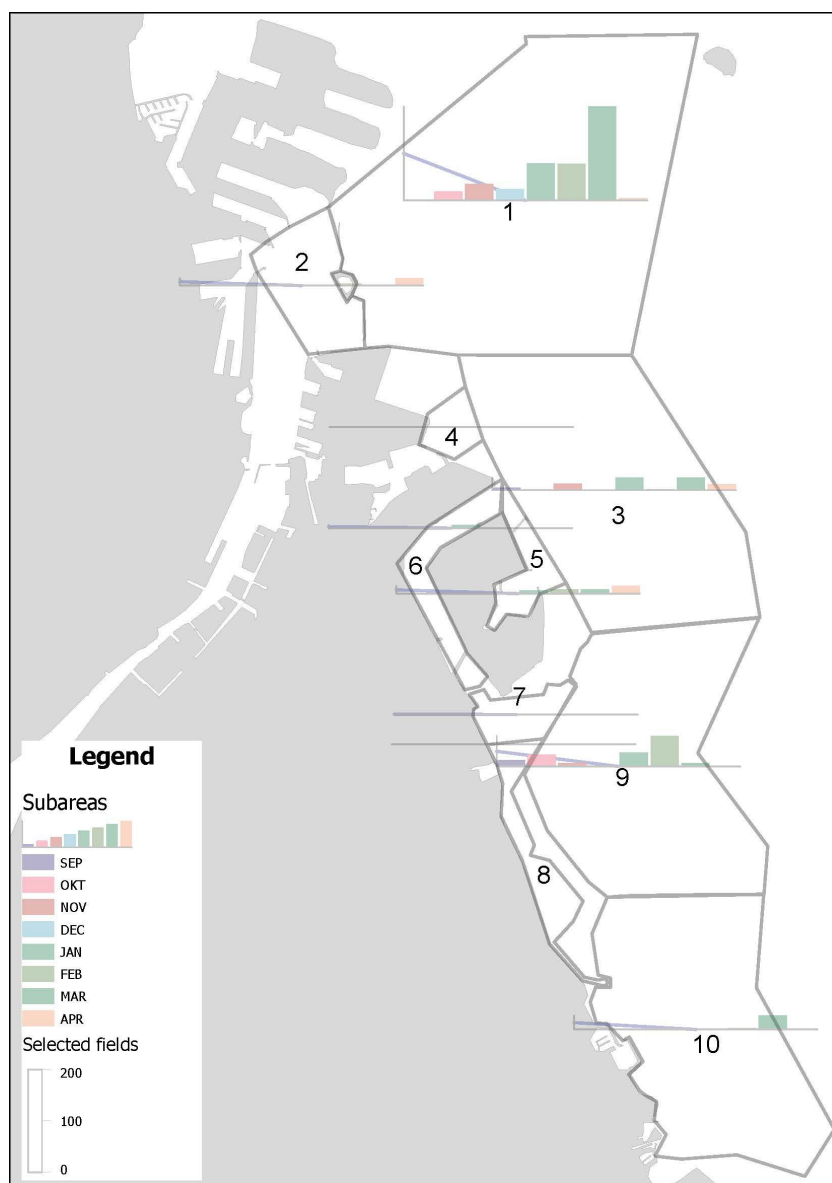 1
2
4
3
5
6
7
9
8
10
Legend
Subareas
SEP
OKT
NOV
DEC
JAN
FEB
MAR
APR
Selected fields
200
100
0